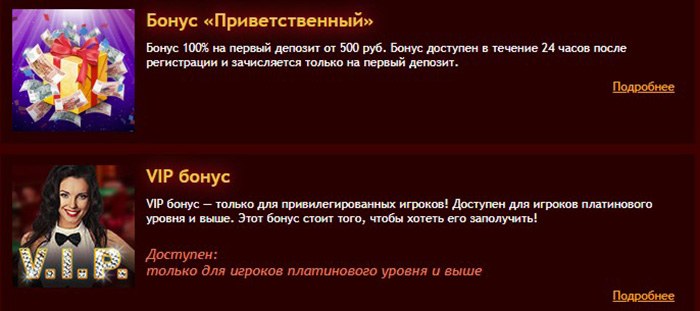 Бонус «Приветственный»
Бонус 100% на первый депозит от 500 руб. Бонус доступен в течение 24 часов после
регистрации и зачисляется только на первый депозит.
Подробнее
VIP бонус
VIP бонус — только для привилегированных игроков! Доступен для игроков платинового
уровня и выше. Этот бонус стоит того, чтобы хотеть его заполучить!
V.I.P.
Доступен:
только для игроков платинового уровня и выше
Подробнее